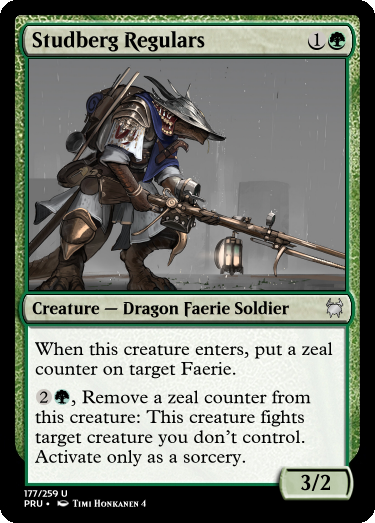 Studberg Regulars 1
Creature — Dragon Faerie Soldier
When this creature enters, put a zeal
counter on target Faerie.
2, Remove a zeal counter from
this creature: This creature fights
target creature you don't control.
Activate only as a sorcery.
3/2
177/259 U
PRU • Timi Honkanen 4